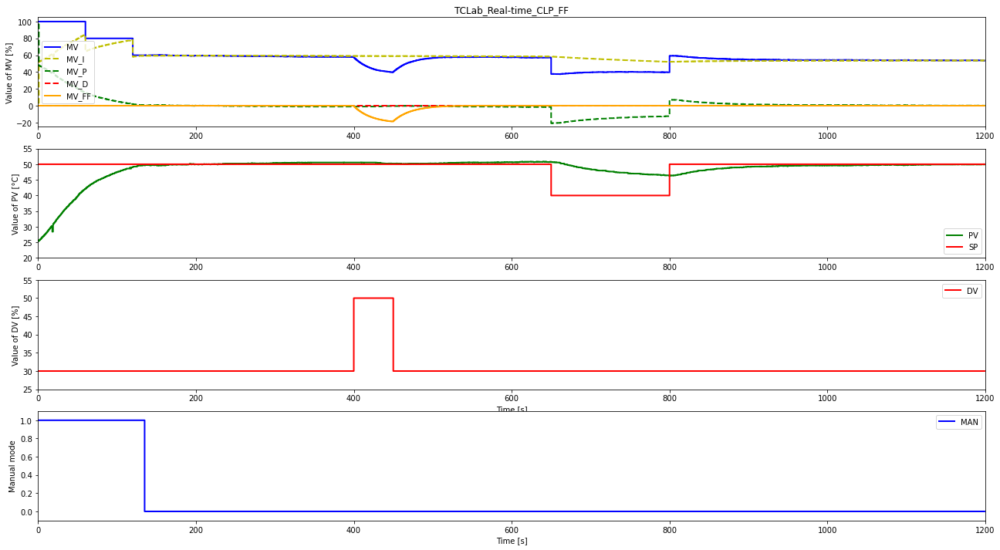 TCLab_Real-time_CLP_FF
Value of MV [%]
100
80
60
40
20
0
−20
MV
MV_I
MV_P
MV_D
MV_FF
0 200 400 600 800 1000 1200
Value of PV [°C]
55
50
45
40
35
30
25
20
PV
SP
0 200 400 600 800 1000 1200
Value of DV [%]
55
50
45
40
35
30
25
DV
0 200 400 600 800 1000 1200
Time [s]
Manual mode
1.0
0.8
0.6
0.4
0.2
0.0
MAN
0 200 400 600 800 1000 1200
Time [s]